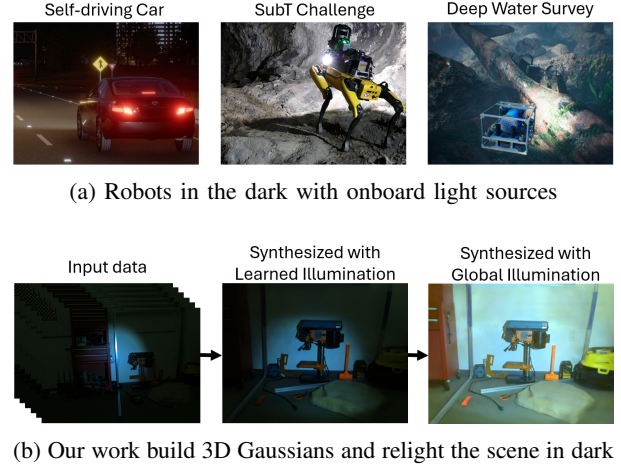 Self-driving Car
SubT Challenge
Deep Water Survey
(a) Robots in the dark with onboard light sources
Input data
Synthesized with
Learned Illumination
Synthesized with
Global Illumination
(b) Our work build 3D Gaussians and relight the scene in dark